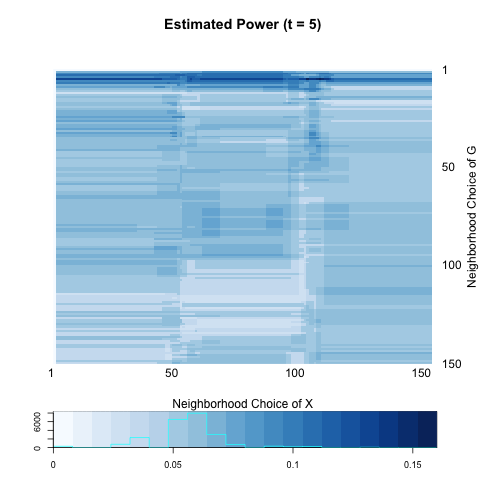 Estimated Power (t = 5)
1
50
100
150
Neighborhood Choice of G
1 50 100 150
Neighborhood Choice of X
0 6000
0 0.05 0.1 0.15